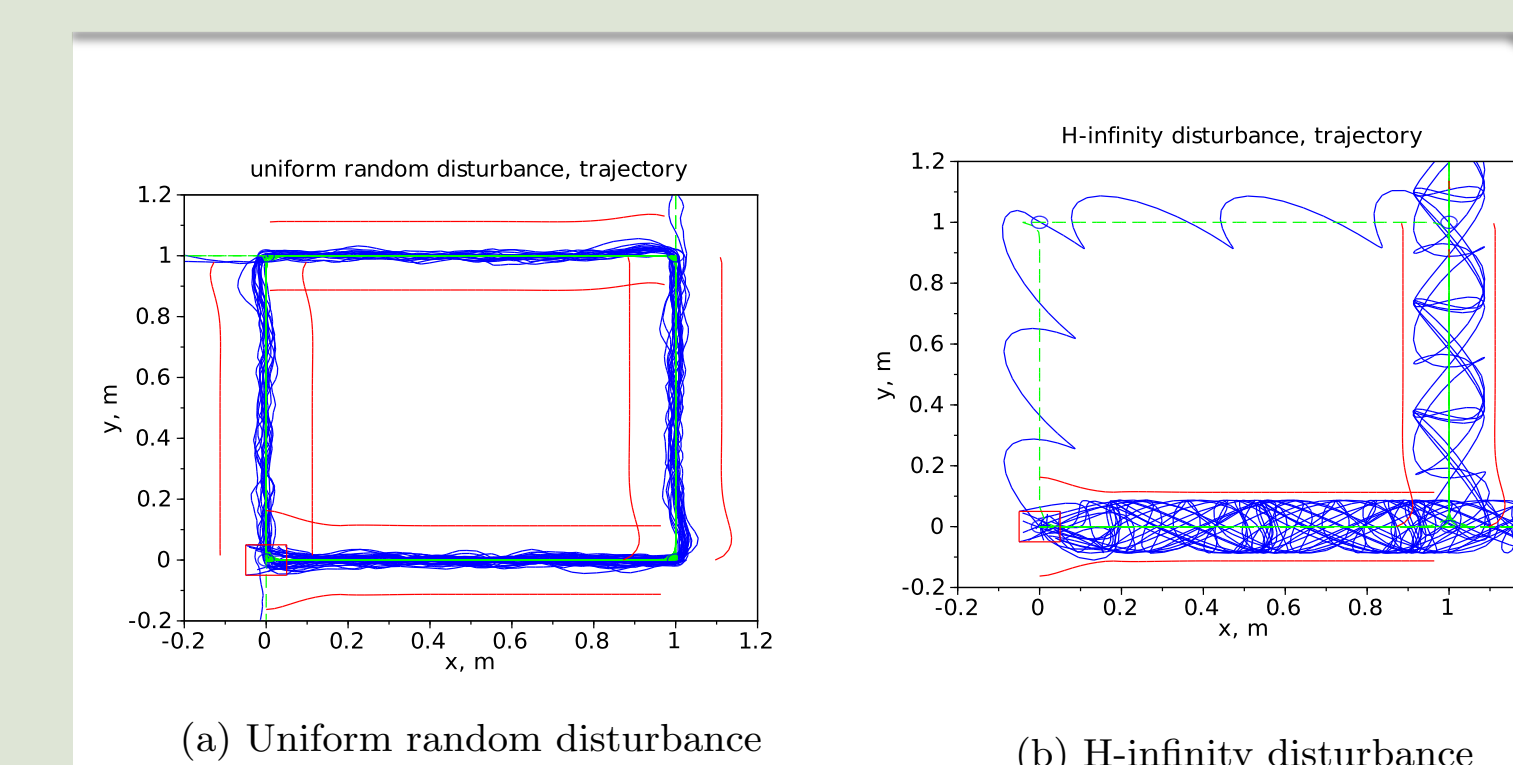 uniform random disturbance, trajectory
1.2
1
0.8
0.6
0.4
0.2
0
-0.2
y, m
-0.2 0 0.2 0.4 0.6 0.8 1 1.2
x, m
(a) Uniform random disturbance
H-infinity disturbance, trajectory
1.2
1
0.8
0.6
0.4
0.2
0
-0.2
y, m
-0.2 0 0.2 0.4 0.6 0.8 1
x, m
(b) H-infinity disturbance